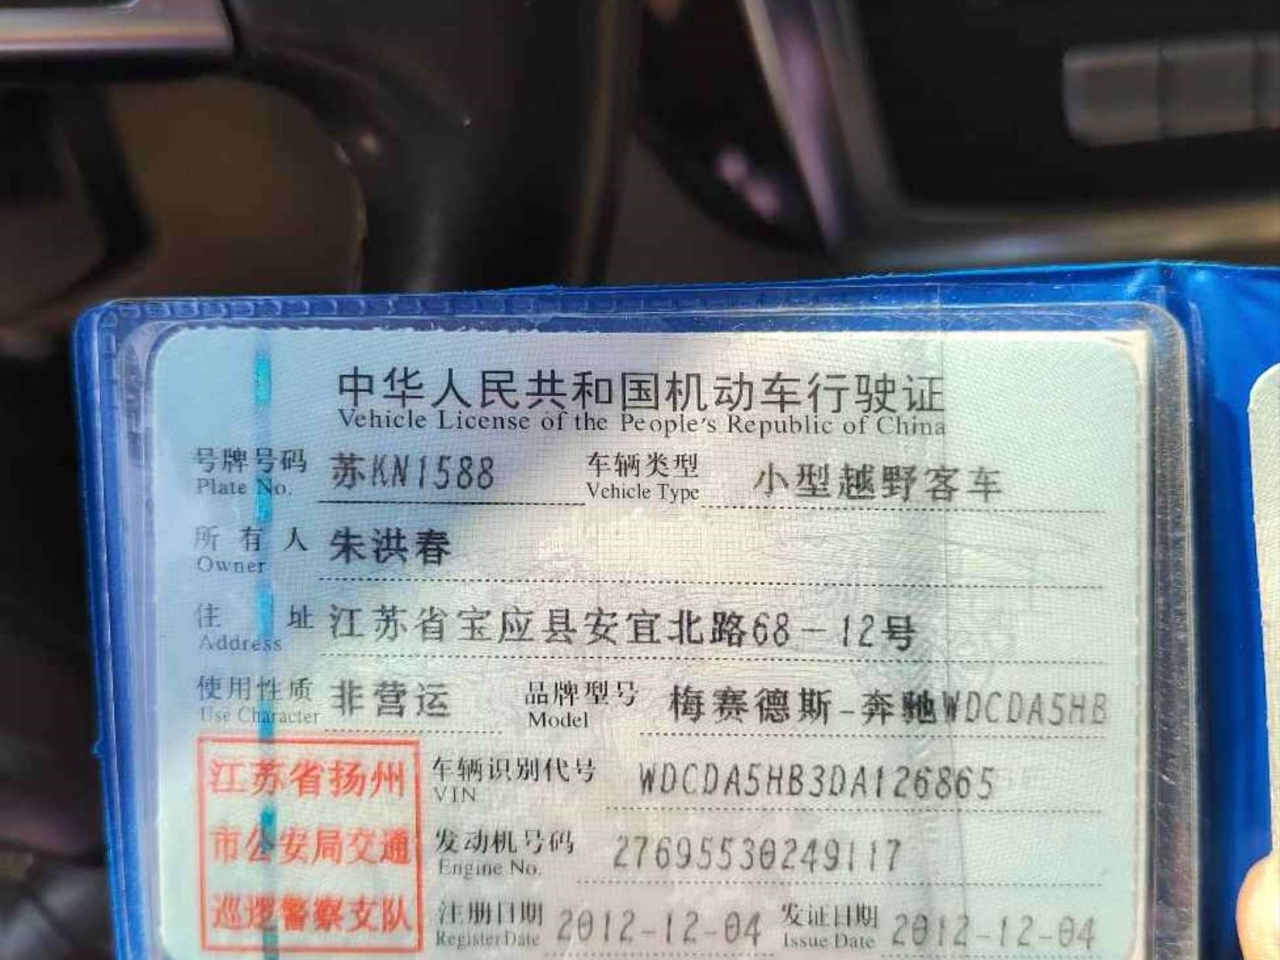 中华人民共和国机动车行驶证
Vehicle License of the People's Republic of China
号牌号码 苏KN1588 车辆类型 小型越野客车
Plate No. Vehicle Type
所有人 朱洪春
Owner
住址 江苏省宝应县安宜北路68-12号
Address
使用性质 非营运 品牌型号 梅赛德斯-奔驰WDCDA5HB
Use Character Model
江苏省扬州
市公安局交通
巡逻警察支队
车辆识别代号 WDCDA5HB3DA126865
VIN
发动机号码 27695530249117
Engine No.
注册日期 2012-12-04 发证日期 2012-12-04
Register Date Issue Date